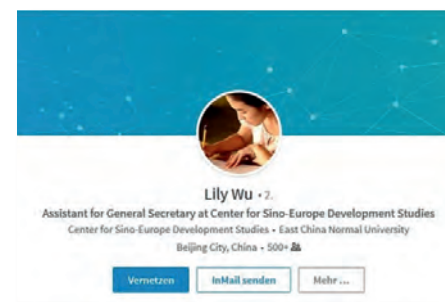 Lily Wu • 2.
Assistant for General Secretary at Center for Sino-Europe Development Studies
Center for Sino-Europe Development Studies • East China Normal University
Beijing City, China • 500+
Vernetzen
InMail senden
Mehr ...